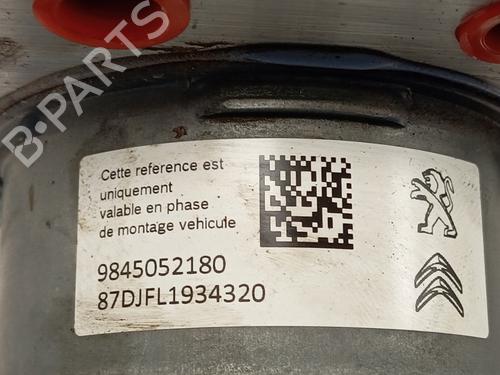 Cette reference est
uniquement
valable en phase
de montage vehicule
9845052180
87DJFL1934320
B-PARTS